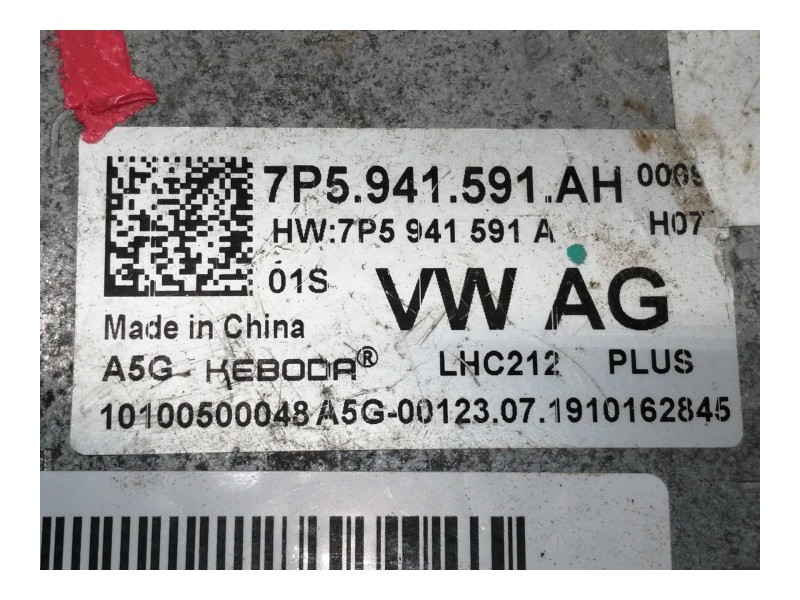 7P5.941.591.AH 0009
HW:7P5 941 591 A H07
01S VW AG
Made in China
A5G- KEBODA® LHC212 PLUS
10100500048 A5G-00123.07.1910162845